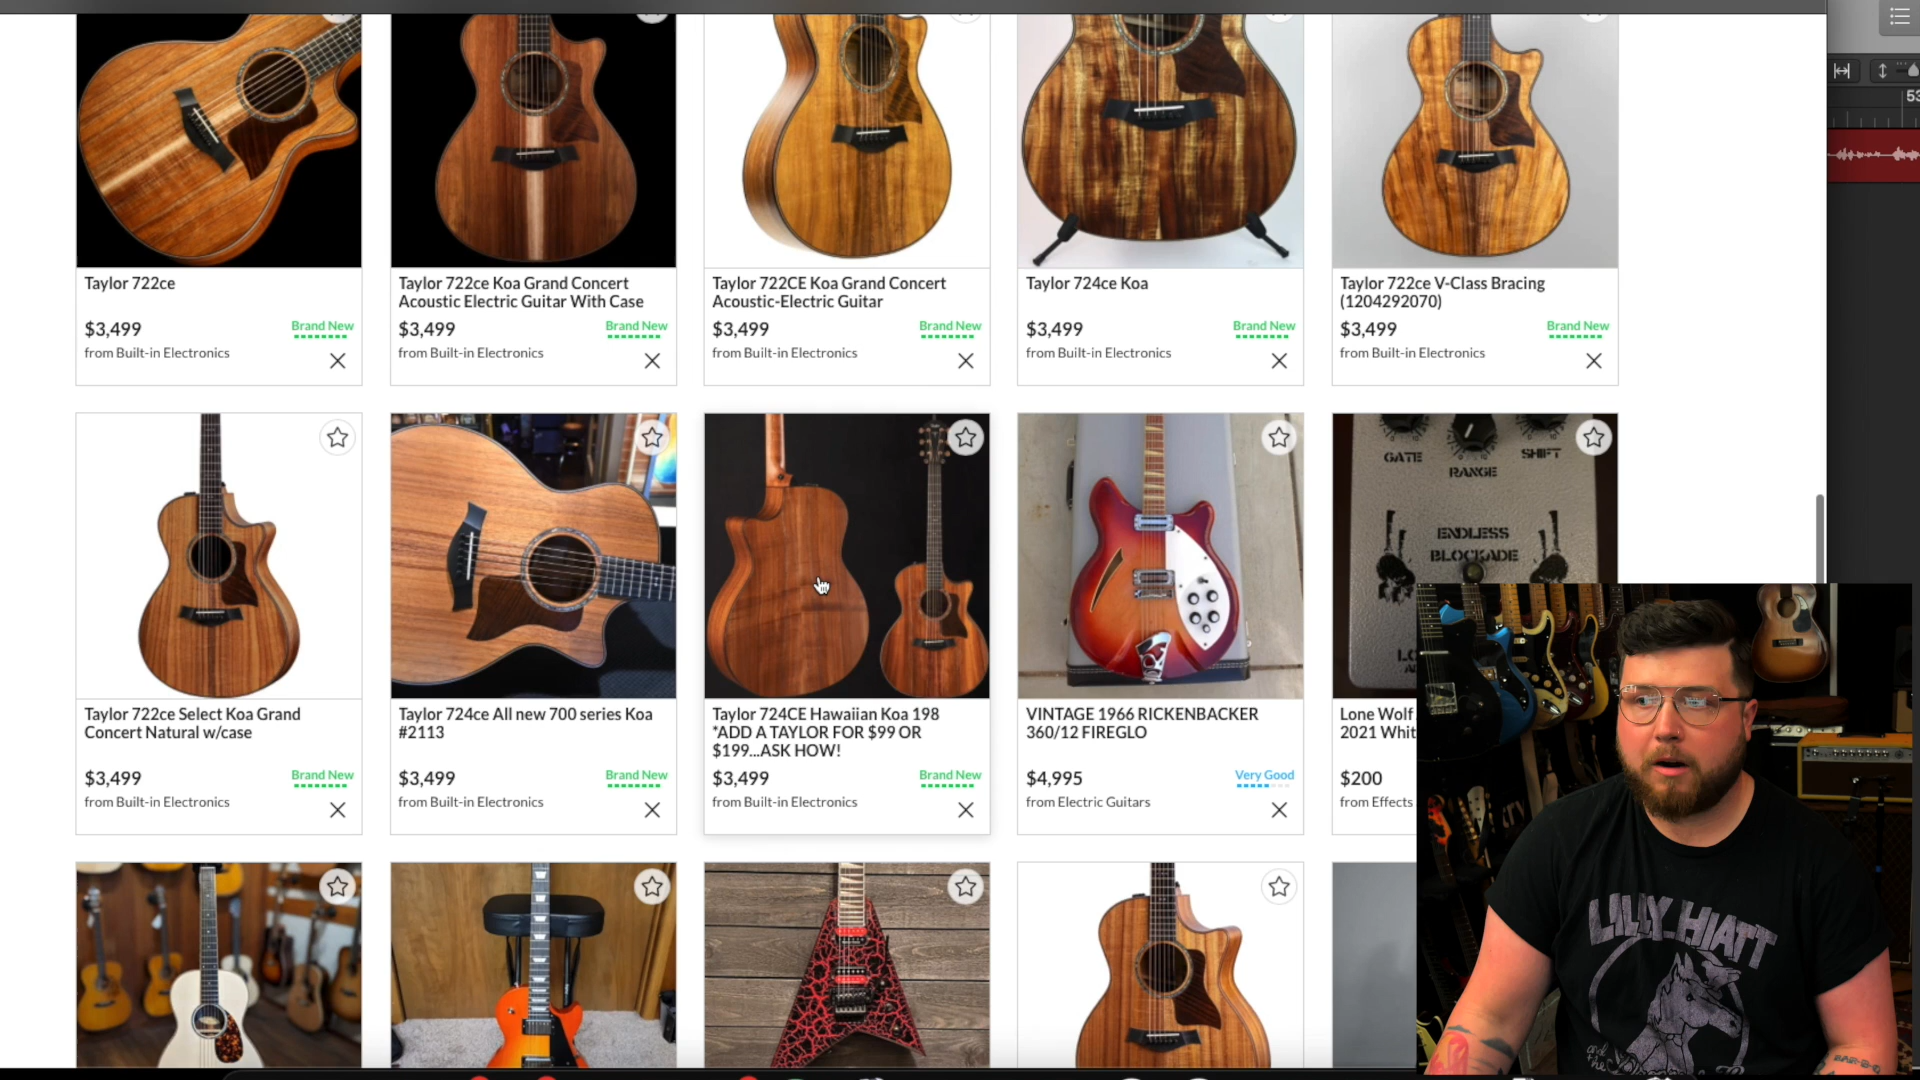 53
Taylor 722ce
$3,499
Brand New
from Built-in Electronics
Taylor 722ce Koa Grand Concert
Acoustic Electric Guitar With Case
$3,499
Brand New
from Built-in Electronics
Taylor 722CE Koa Grand Concert
Acoustic-Electric Guitar
$3,499
Brand New
from Built-in Electronics
Taylor 724ce Koa
$3,499
Brand New
from Built-in Electronics
Taylor 722ce V-Class Bracing
(1204292070)
$3,499
Brand New
from Built-in Electronics
Taylor 722ce Select Koa Grand
Concert Natural w/case
$3,499
Brand New
from Built-in Electronics
Taylor 724ce All new 700 series Koa
#2113
$3,499
Brand New
from Built-in Electronics
Taylor 724CE Hawaiian Koa 198
*ADD A TAYLOR FOR $99 OR
$199...ASK HOW!
$3,499
Brand New
from Built-in Electronics
VINTAGE 1966 RICKENBACKER
360/12 FIREGLO
$4,995
Very Good
from Electric Guitars
GATE
RANGE
SHIFT
ENDLESS
BLOCKADE
Lone Wolf
2021 Whit
$200
from Effects
LILLY HIATT
and
the